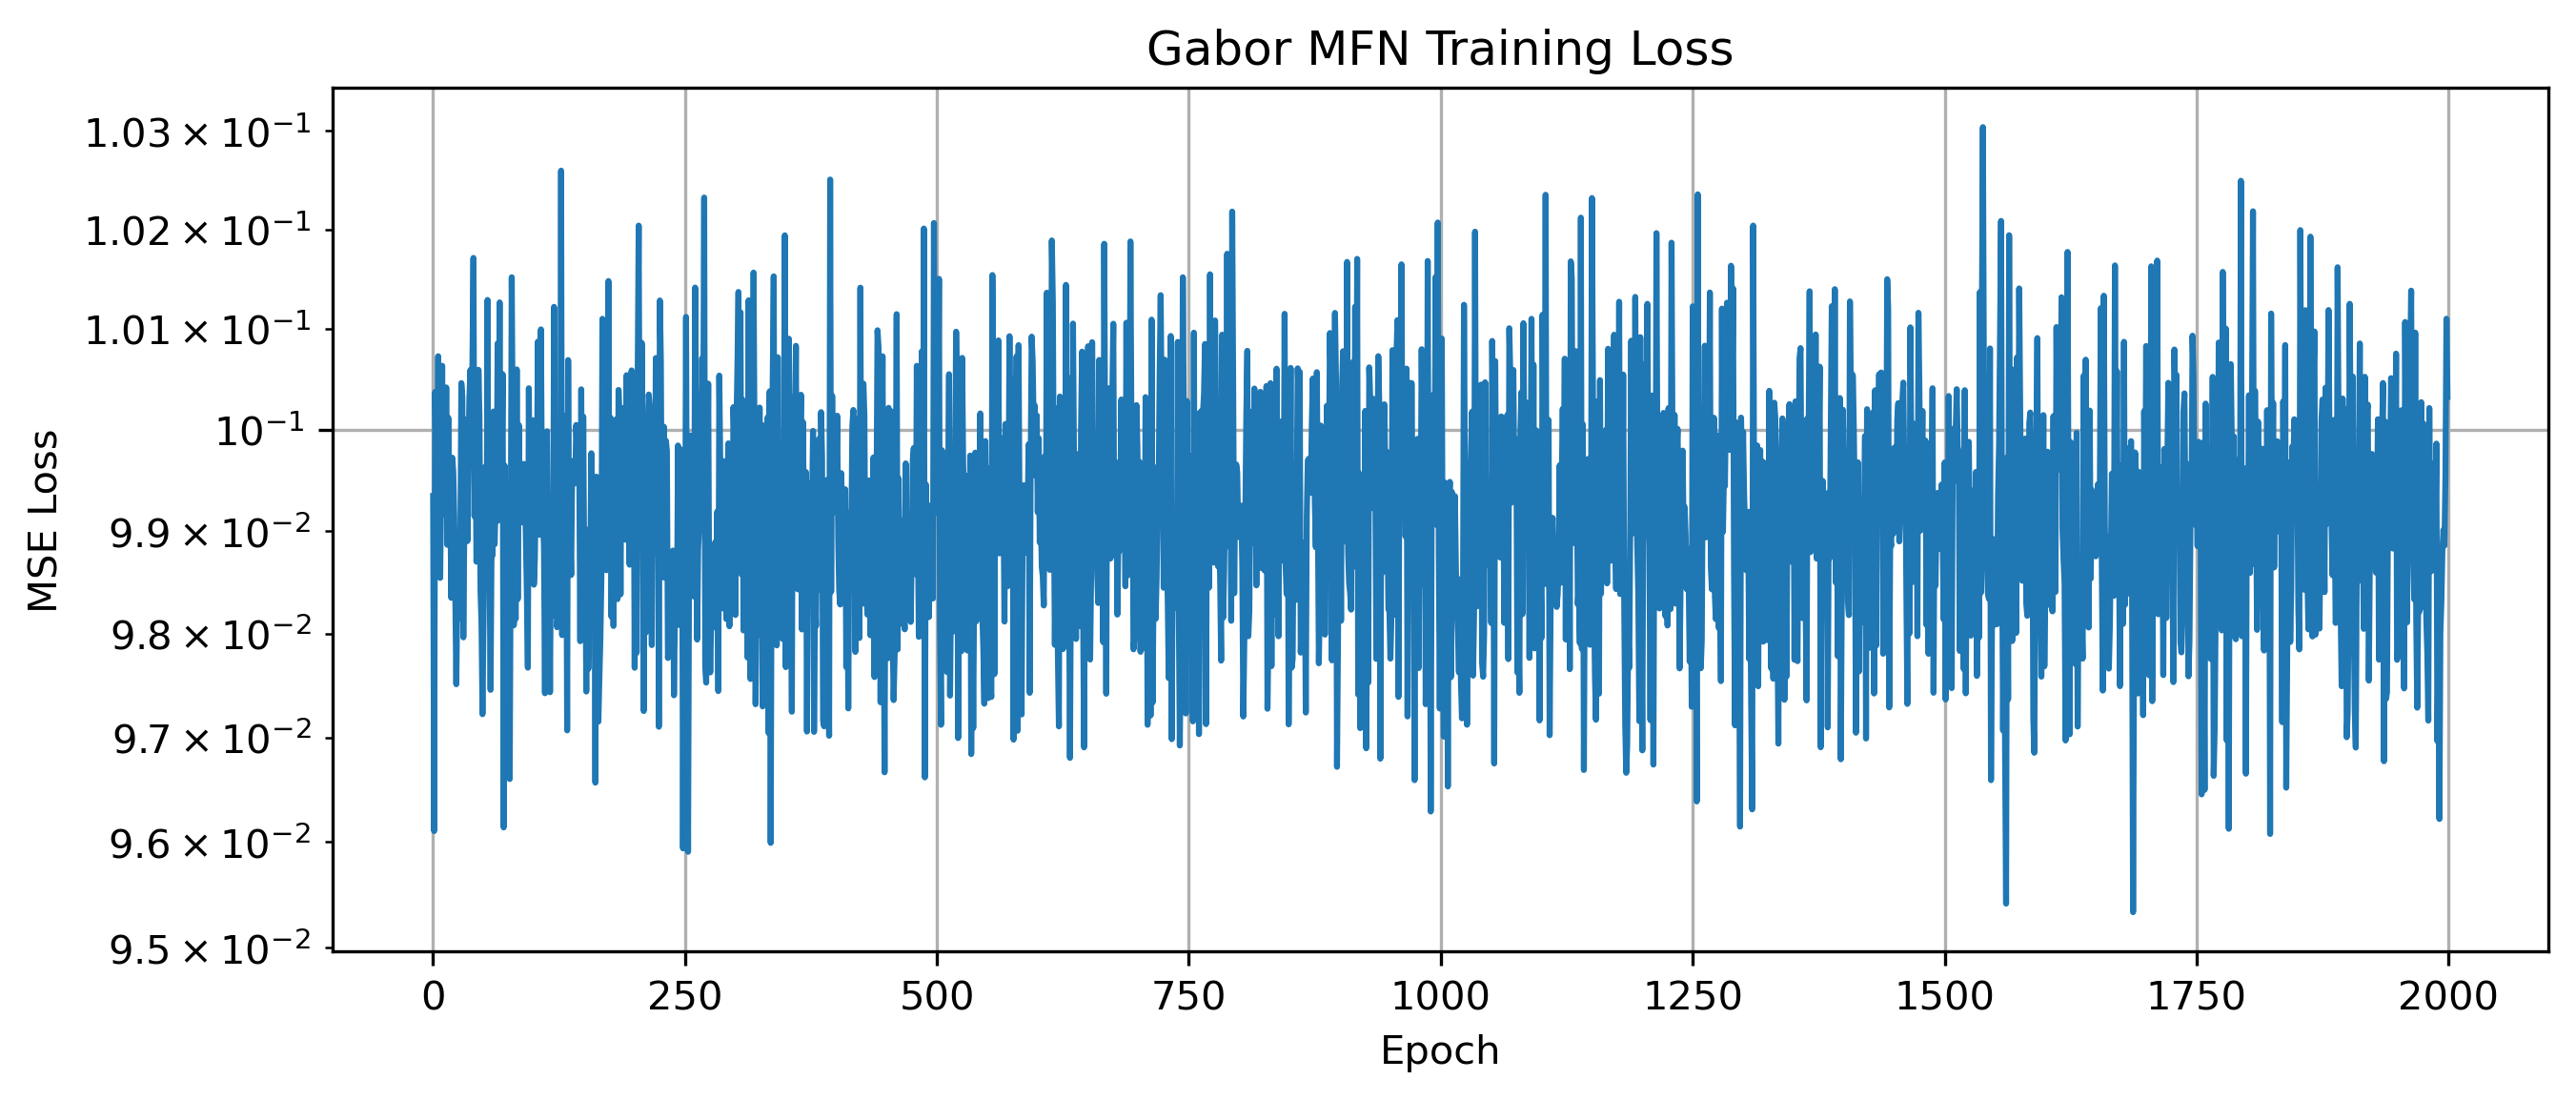 Gabor MFN Training Loss
MSE Loss
1.03 × 10⁻¹
1.02 × 10⁻¹
1.01 × 10⁻¹
10⁻¹
9.9 × 10⁻²
9.8 × 10⁻²
9.7 × 10⁻²
9.6 × 10⁻²
9.5 × 10⁻²
0 250 500 750 1000 1250 1500 1750 2000
Epoch